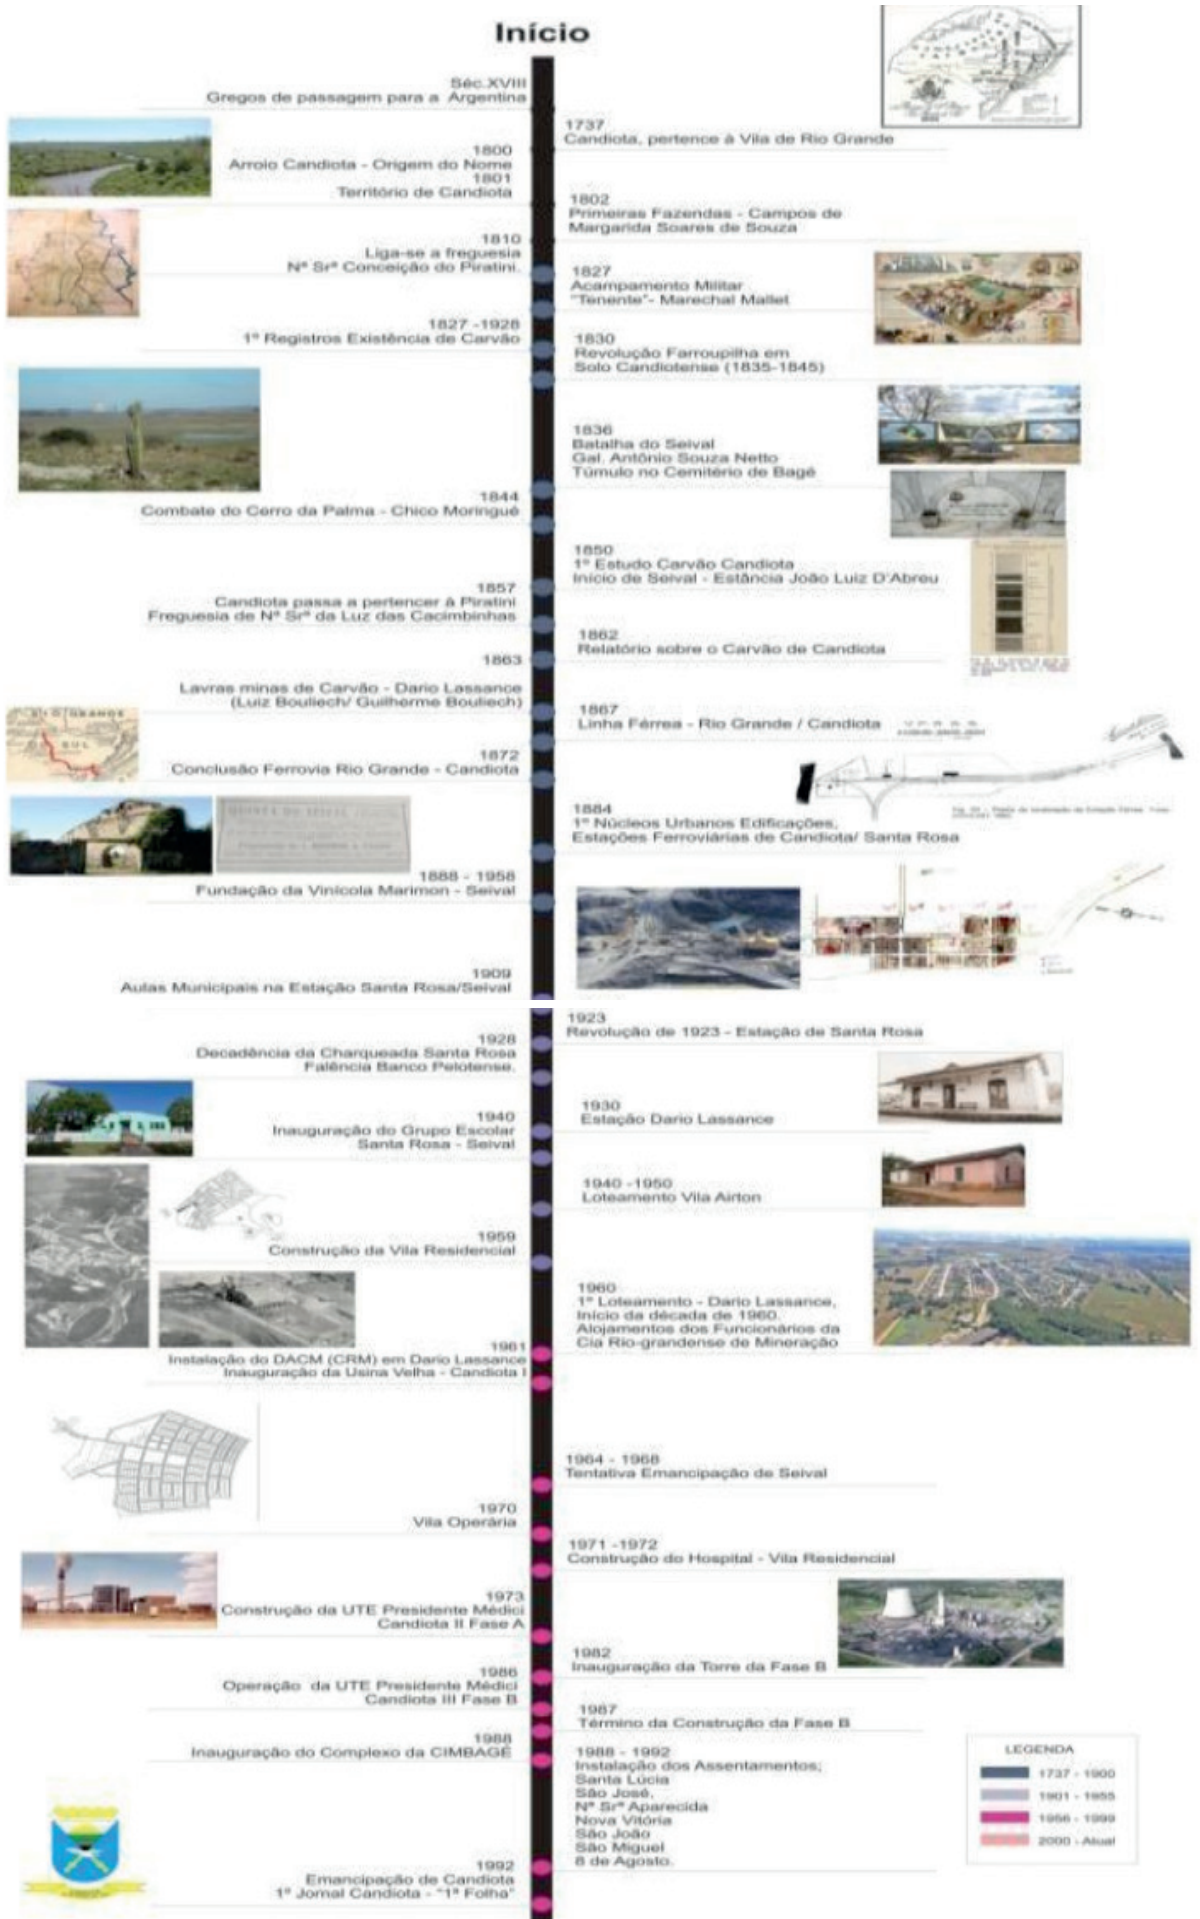 Início
Séc.XVIII
Gregos de passagem para a Argentina
1737
Candiota, pertence à Vila de Rio Grande
1800
Arroio Candiota - Origem do Nome
1801
Território de Candiota
1802
Primeiras Fazendas - Campos de
Margarida Soares de Souza
1810
Liga-se a freguesia
Nª Srª Conceição do Piratini.
1827
Acampamento Militar
"Tenente"- Marechal Mallet
1827 -1928
1º Registros Existência de Carvão
1830
Revolução Farroupilha em
Solo Candiotense (1835-1845)
1836
Batalha do Seival
Gal. Antônio Souza Netto
Túmulo no Cemitério de Bagé
1844
Combate do Cerro da Palma - Chico Moringué
1850
1º Estudo Carvão Candiota
Início de Seival - Estância João Luiz D'Abreu
1857
Candiota passa a pertencer à Piratini
Freguesia de Nª Srª da Luz das Cacimbinhas
1862
Relatório sobre o Carvão de Candiota
1863
Lavras minas de Carvão - Dario Lassance
(Luiz Bouliech/ Guilherme Bouliech)
1867
Linha Férrea - Rio Grande / Candiota
1872
Conclusão Ferrovia Rio Grande - Candiota
1884
1º Núcleos Urbanos Edificações,
Estações Ferroviárias de Candiota/ Santa Rosa
1888 - 1958
Fundação da Vinícola Marimon - Seival
1909
Aulas Municipais na Estação Santa Rosa/Seival
1923
Revolução de 1923 - Estação de Santa Rosa
1928
Decadência da Charqueada Santa Rosa
Falência Banco Pelotense.
1930
Estação Dario Lassance
1940
Inauguração do Grupo Escolar
Santa Rosa - Seival
1940 -1950
Loteamento Vila Airton
1959
Construção da Vila Residencial
1960
1º Loteamento - Dario Lassance,
Início da década de 1960.
Alojamentos dos Funcionários da
Cia Rio-grandense de Mineração
1961
Instalação do DACM (CRM) em Dario Lassance
Inauguração da Usina Velha - Candiota I
1964 - 1968
Tentativa Emancipação de Seival
1970
Vila Operária
1971 -1972
Construção do Hospital - Vila Residencial
1973
Construção da UTE Presidente Médici
Candiota II Fase A
1982
Inauguração da Torre da Fase B
1986
Operação da UTE Presidente Médici
Candiota III Fase B
1987
Término da Construção da Fase B
1988
Inauguração do Complexo da CIMBAGÉ
1988 - 1992
Instalação dos Assentamentos;
Santa Lúcia
São José,
Nª Srª Aparecida
Nova Vitória
São João
São Miguel
8 de Agosto.
1992
Emancipação de Candiota
1º Jornal Candiota - "1ª Folha"
LEGENDA
1737 - 1900
1901 - 1955
1956 - 1999
2000 - Atual